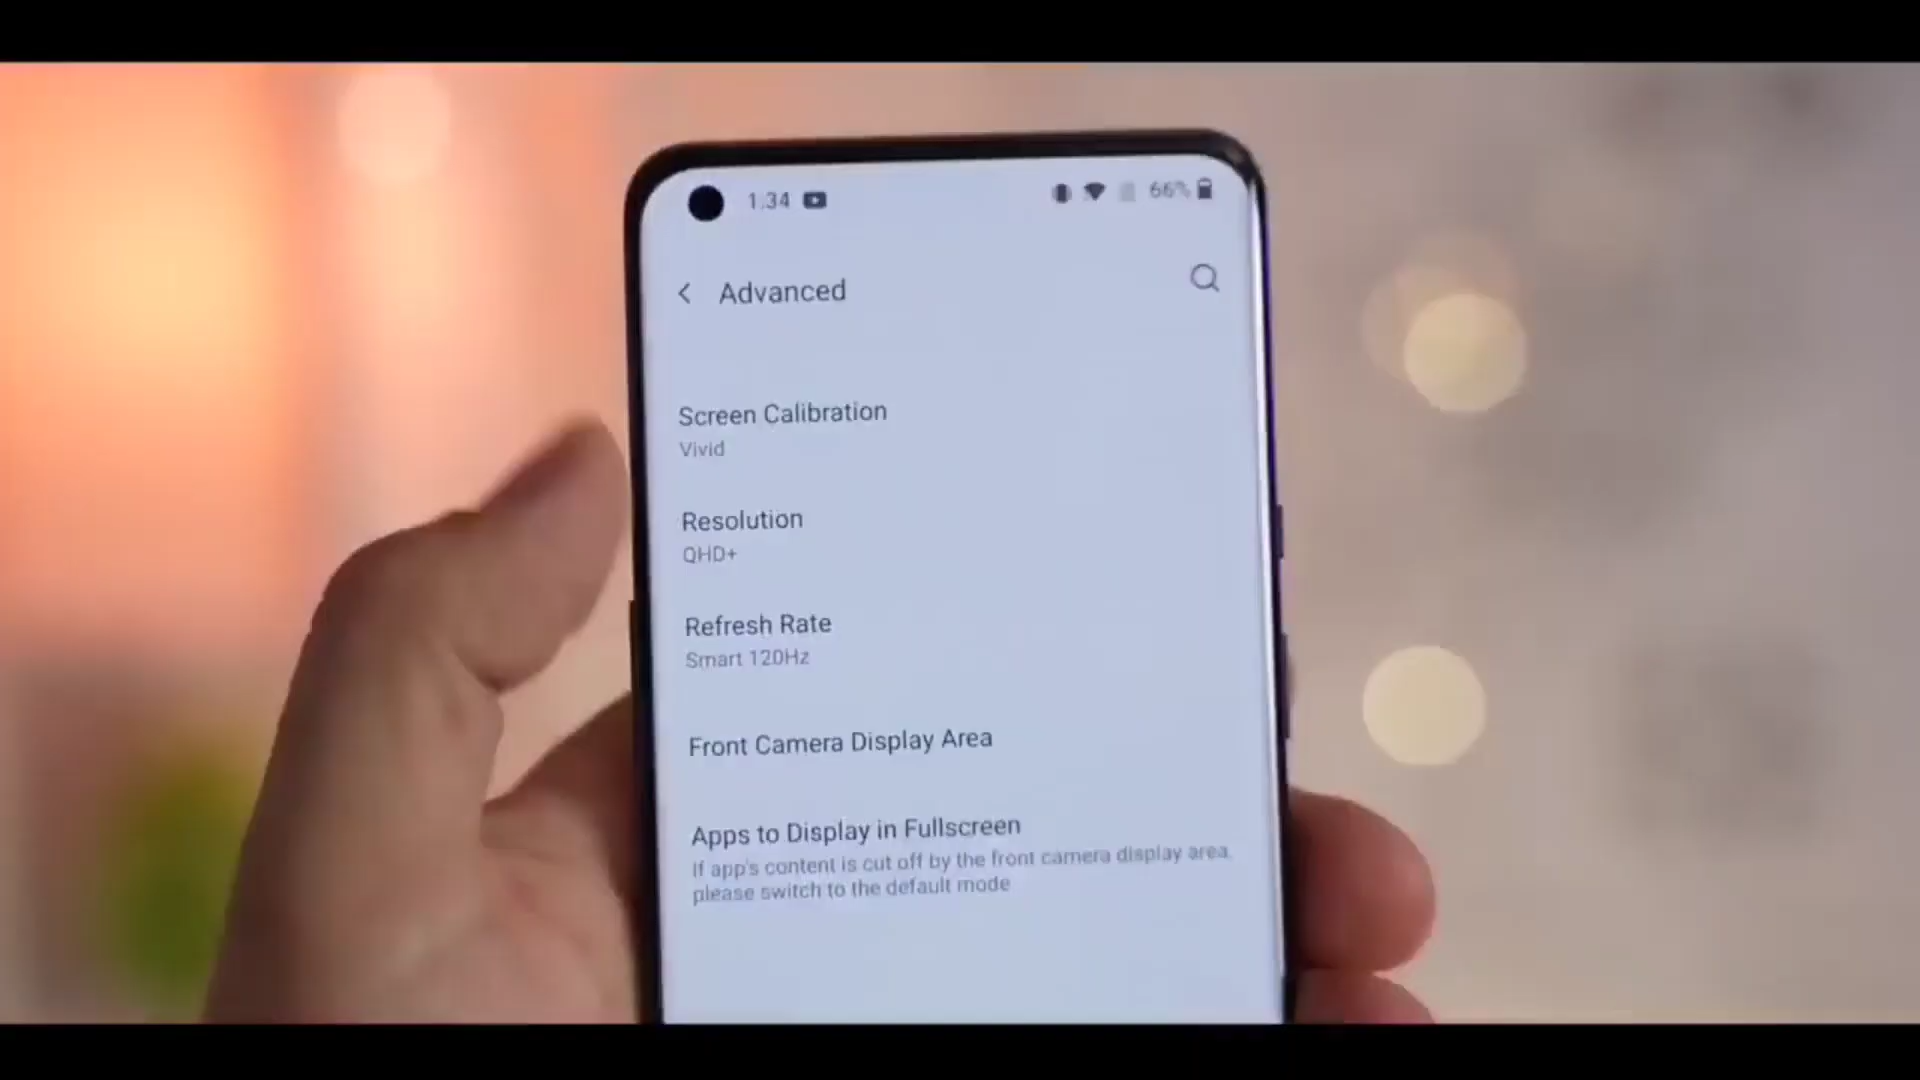 1:34
66%
Advanced
Screen Calibration
Vivid
Resolution
QHD+
Refresh Rate
Smart 120Hz
Front Camera Display Area
Apps to Display in Fullscreen
If app's content is cut off by the front camera display area,
please switch to the default mode